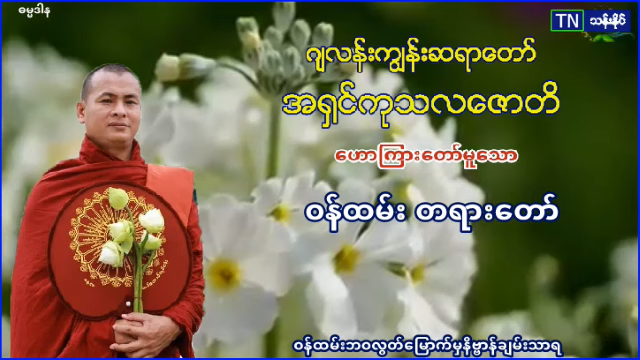 ဓမ္မဒါန
TN သန်းနိုင်
ဂျလန်းကျွန်းဆရာတော်
အရှင်ကုသလဇောတိ
ဟောကြားတော်မူသော
ဝန်ထမ်း တရားတော်
ဝန်ထမ်းဘဝလွတ်မြောက်မှနိဗ္ဗာန်ချမ်းသာရ